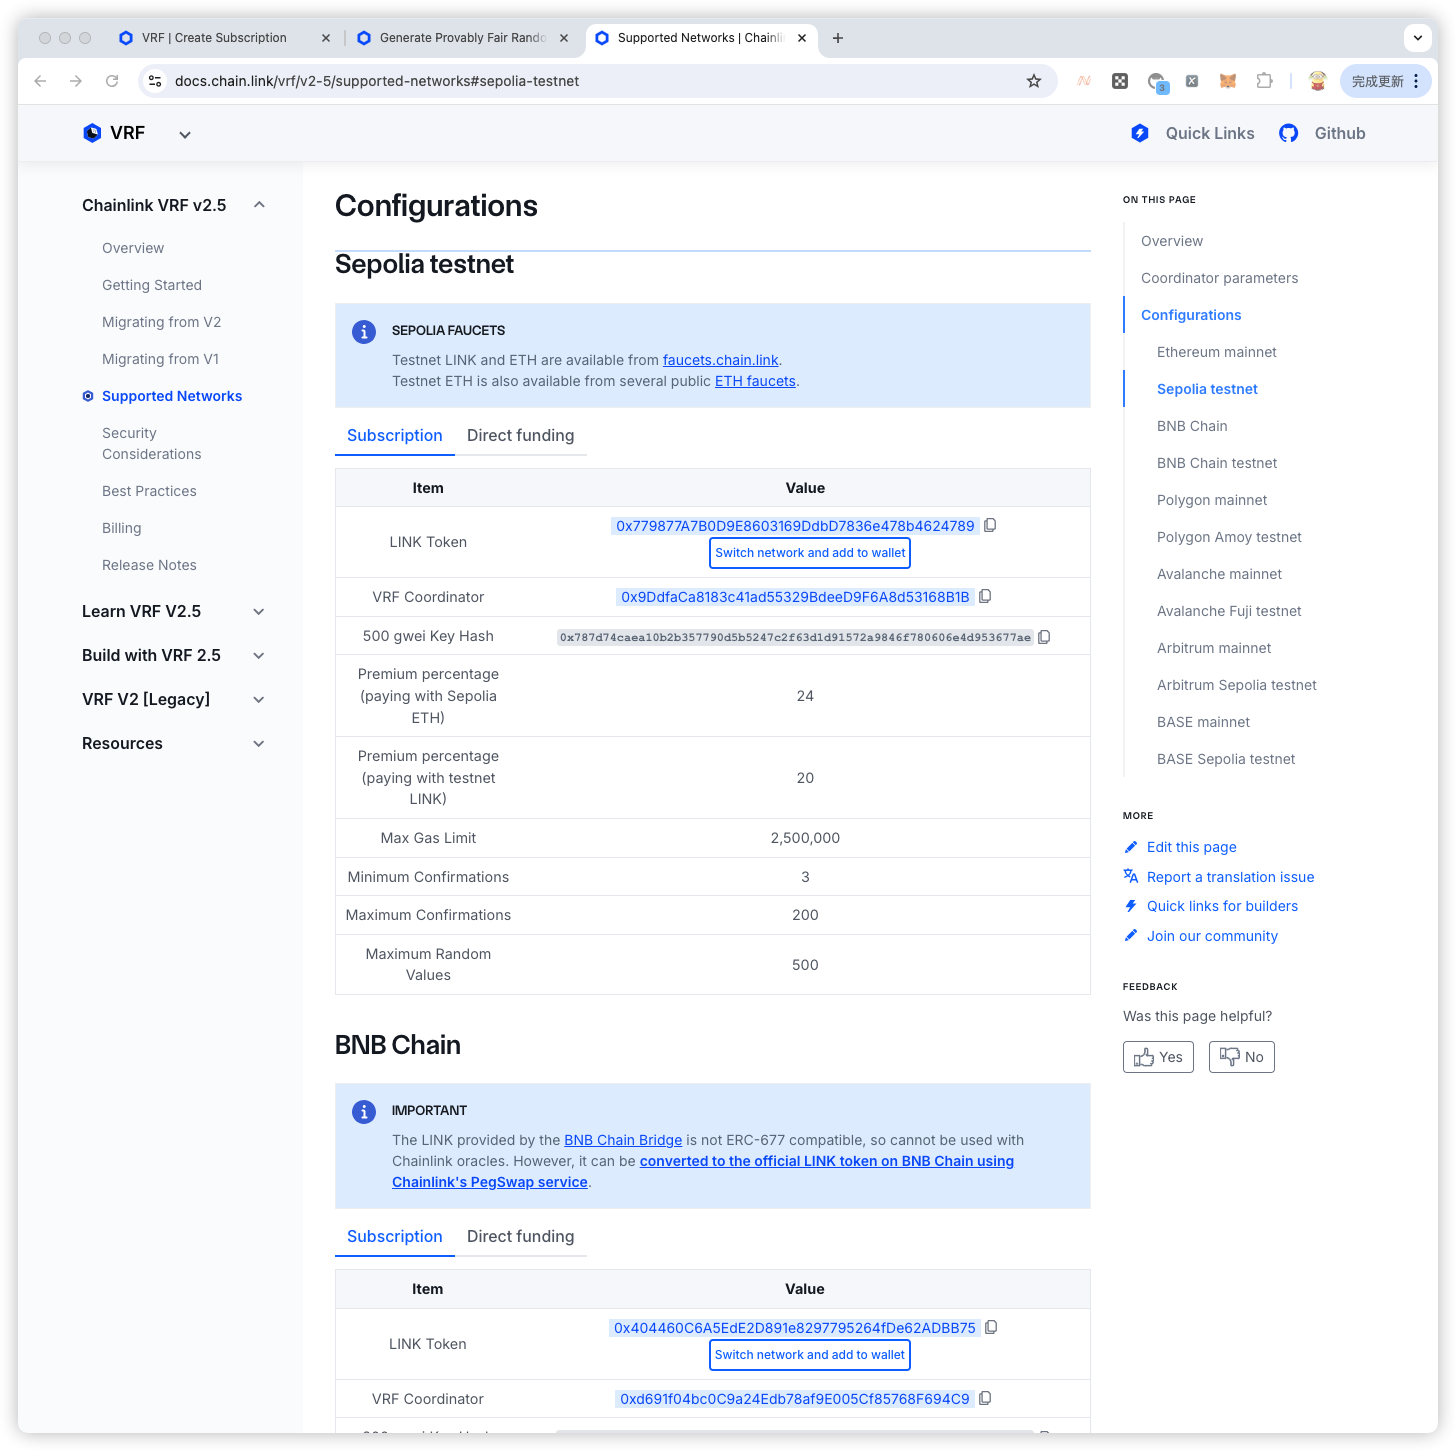 VRF | Create Subscription
Generate Provably Fair Rando
Supported Networks | Chainli
docs.chain.link/vrf/v2-5/supported-networks#sepolia-testnet
3
完成更新
VRF
Quick Links
Github
Chainlink VRF v2.5
Overview
Getting Started
Migrating from V2
Migrating from V1
Supported Networks
Security
Considerations
Best Practices
Billing
Release Notes
Learn VRF V2.5
Build with VRF 2.5
VRF V2 [Legacy]
Resources
Configurations
Sepolia testnet
SEPOLIA FAUCETS
Testnet LINK and ETH are available from faucets.chain.link.
Testnet ETH is also available from several public ETH faucets.
Subscription Direct funding
Item Value
LINK Token
0x779877A7B0D9E8603169DdbD7836e478b4624789
Switch network and add to wallet
VRF Coordinator 0x9DdfaCa8183c41ad55329BdeeD9F6A8d53168B1B
500 gwei Key Hash 0x787d74caea10b2b357790d5b5247c2f63d1d91572a9846f780606e4d953677ae
Premium percentage
(paying with Sepolia
ETH)
24
Premium percentage
(paying with testnet
LINK)
20
Max Gas Limit 2,500,000
Minimum Confirmations 3
Maximum Confirmations 200
Maximum Random
Values
500
BNB Chain
IMPORTANT
The LINK provided by the BNB Chain Bridge is not ERC-677 compatible, so cannot be used with
Chainlink oracles. However, it can be converted to the official LINK token on BNB Chain using
Chainlink's PegSwap service.
Subscription Direct funding
Item Value
LINK Token
0x404460C6A5EdE2D891e8297795264fDe62ADBB75
Switch network and add to wallet
VRF Coordinator 0xd691f04bc0C9a24Edb78af9E005Cf85768F694C9
ON THIS PAGE
Overview
Coordinator parameters
Configurations
Ethereum mainnet
Sepolia testnet
BNB Chain
BNB Chain testnet
Polygon mainnet
Polygon Amoy testnet
Avalanche mainnet
Avalanche Fuji testnet
Arbitrum mainnet
Arbitrum Sepolia testnet
BASE mainnet
BASE Sepolia testnet
MORE
Edit this page
Report a translation issue
Quick links for builders
Join our community
FEEDBACK
Was this page helpful?
Yes
No